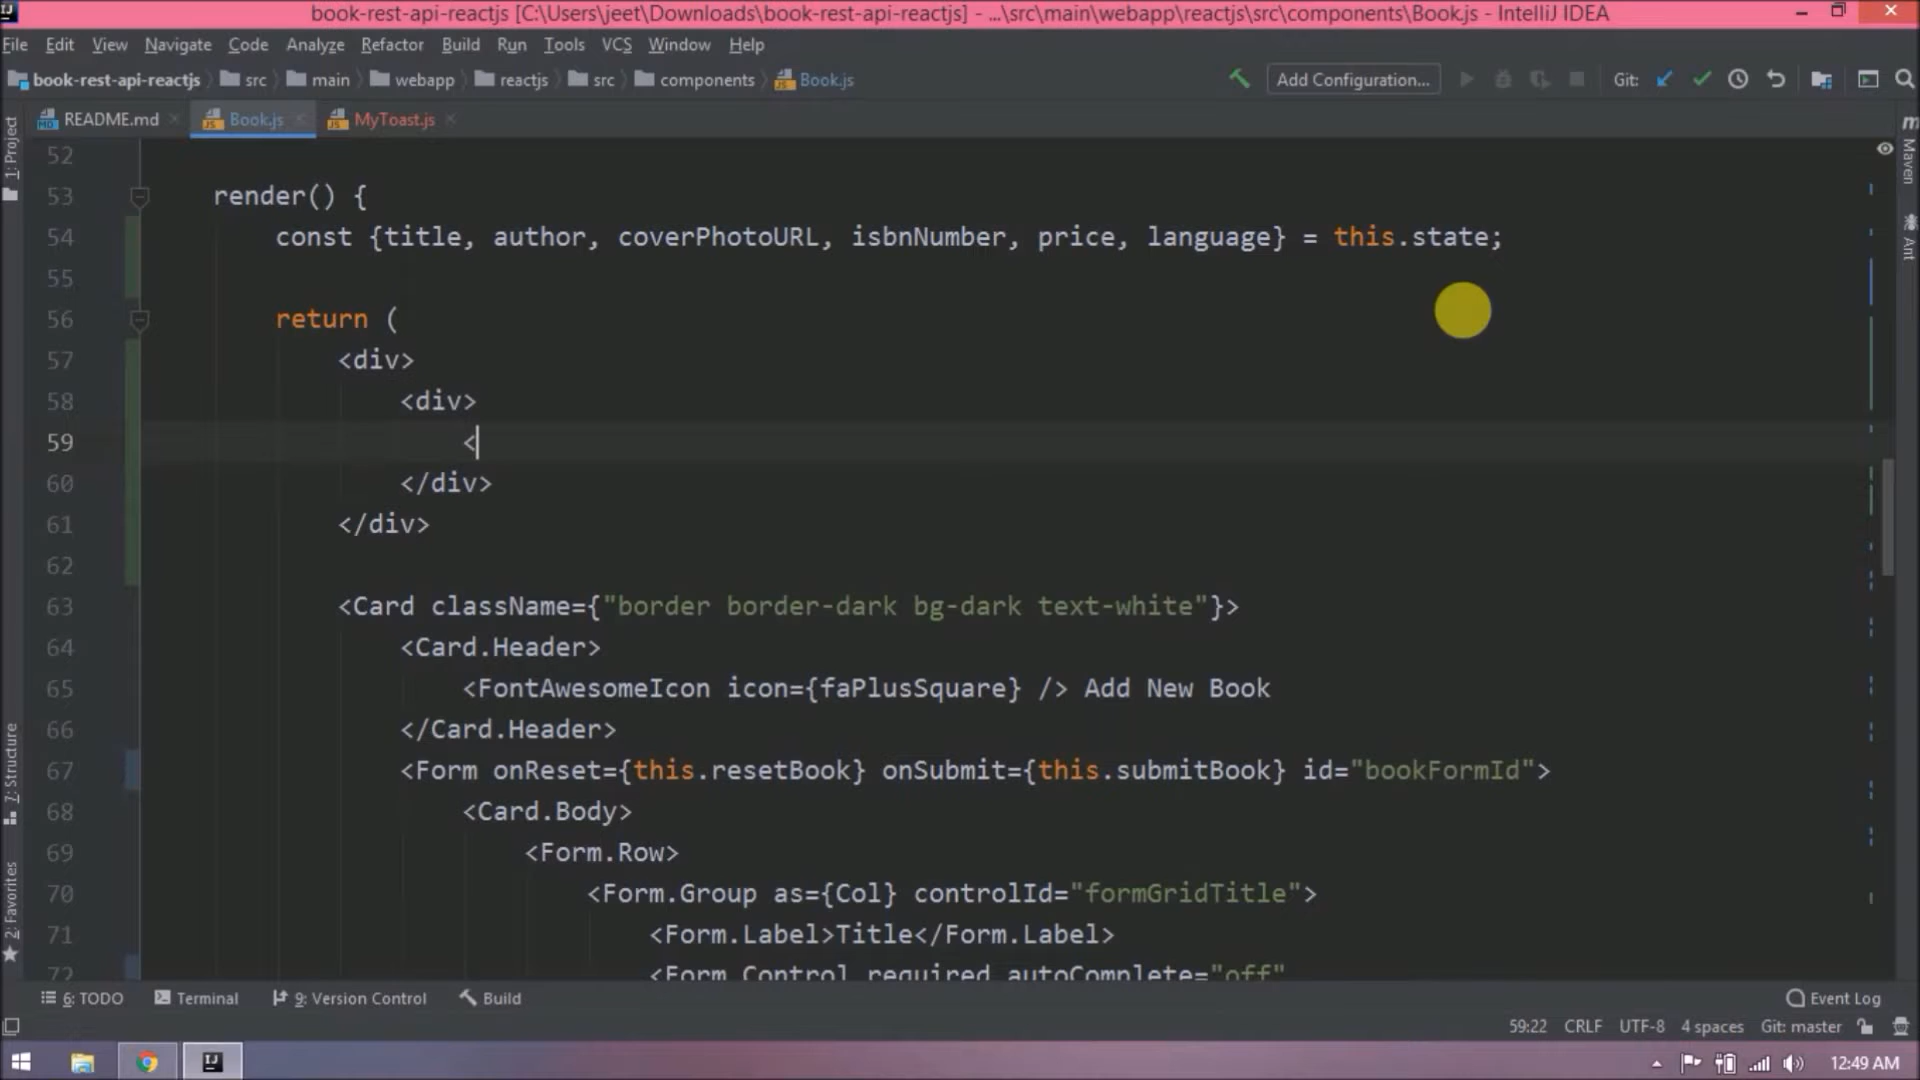 book-rest-api-reactjs [C:\Users\jeet\Downloads\book-rest-api-reactjs] - ...\src\main\webapp\reactjs\src\components\Book.js - IntelliJ IDEA
File Edit View Navigate Code Analyze Refactor Build Run Tools VCS Window Help
book-rest-api-reactjs src main webapp reactjs src components Book.js Add Configuration... Git:
README.md Book.js MyToast.js
1: Project
Maven
Ant
7: Structure
2: Favorites
52
53 render() {
54 const {title, author, coverPhotoURL, isbnNumber, price, language} = this.state;
55
56 return (
57 <div>
58 <div>
59 <
60 </div>
61 </div>
62
63 <Card className={"border border-dark bg-dark text-white"}>
64 <Card.Header>
65 <FontAwesomeIcon icon={faPlusSquare} /> Add New Book
66 </Card.Header>
67 <Form onReset={this.resetBook} onSubmit={this.submitBook} id="bookFormId">
68 <Card.Body>
69 <Form.Row>
70 <Form.Group as={Col} controlId="formGridTitle">
71 <Form.Label>Title</Form.Label>
72 <Form.Control required autoComplete="off"
6: TODO Terminal 9: Version Control Build Event Log
59:22 CRLF UTF-8 4 spaces Git: master
12:49 AM